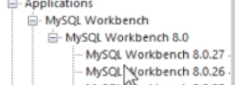 Applications
MySQL Workbench
MySQL Workbench 8.0
MySQL Workbench 8.0.27 -
MySQL Workbench 8.0.26 -